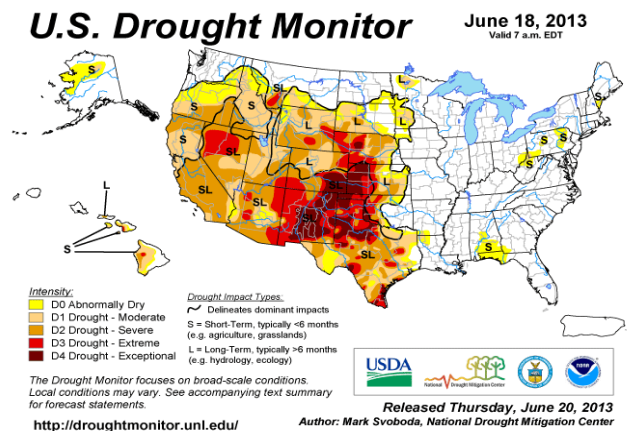 U.S. Drought Monitor
June 18, 2013
Valid 7 a.m. EDT
S
SL
L
S
S
S
L
L
S
SL
L
S
S
S
L
L
SL
SL
SL
SL
S
SL
L
S
Intensity:
D0 Abnormally Dry
D1 Drought - Moderate
D2 Drought - Severe
D3 Drought - Extreme
D4 Drought - Exceptional
Drought Impact Types:
Delineates dominant impacts
S = Short-Term, typically <6 months
(e.g. agriculture, grasslands)
L = Long-Term, typically >6 months
(e.g. hydrology, ecology)
The Drought Monitor focuses on broad-scale conditions.
Local conditions may vary. See accompanying text summary
for forecast statements.
http://droughtmonitor.unl.edu/
USDA
National Drought Mitigation Center
NOAA
Released Thursday, June 20, 2013
Author: Mark Svoboda, National Drought Mitigation Center